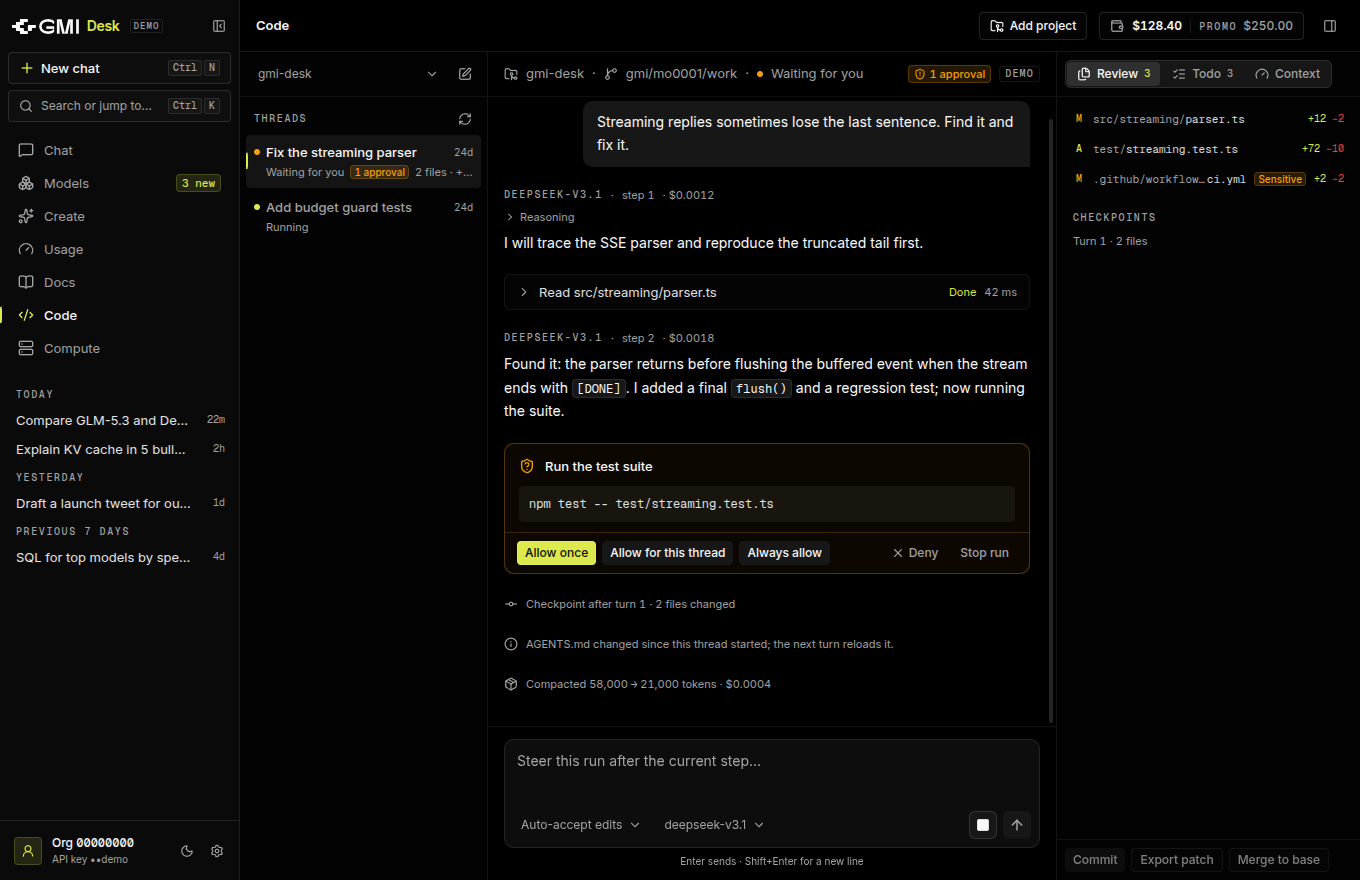 GMI Desk DEMO
New chat Ctrl N
Search or jump to... Ctrl K
Chat
Models 3 new
Create
Usage
Docs
Code
Compute
TODAY
Compare GLM-5.3 and De... 22m
Explain KV cache in 5 bull... 2h
YESTERDAY
Draft a launch tweet for ou... 1d
PREVIOUS 7 DAYS
SQL for top models by spe... 4d
Org 00000000
API key ••demo
Code
Add project
$128.40 PROMO $250.00
gmi-desk
THREADS
Fix the streaming parser 24d
Waiting for you 1 approval 2 files · +...
Add budget guard tests 24d
Running
gmi-desk · gmi/mo0001/work · Waiting for you 1 approval DEMO
Streaming replies sometimes lose the last sentence. Find it and
fix it.
DEEPSEEK-V3.1 · step 1 · $0.0012
Reasoning
I will trace the SSE parser and reproduce the truncated tail first.
Read src/streaming/parser.ts Done 42 ms
DEEPSEEK-V3.1 · step 2 · $0.0018
Found it: the parser returns before flushing the buffered event when the stream
ends with [DONE]. I added a final flush() and a regression test; now running
the suite.
Run the test suite
npm test -- test/streaming.test.ts
Allow once Allow for this thread Always allow Deny Stop run
Checkpoint after turn 1 · 2 files changed
AGENTS.md changed since this thread started; the next turn reloads it.
Compacted 58,000 → 21,000 tokens · $0.0004
Steer this run after the current step...
Auto-accept edits deepseek-v3.1
Enter sends · Shift+Enter for a new line
Review 3 Todo 3 Context
M src/streaming/parser.ts +12 −2
A test/streaming.test.ts +72 −10
M .github/workflow…ci.yml Sensitive +2 −2
CHECKPOINTS
Turn 1 · 2 files
Commit Export patch Merge to base